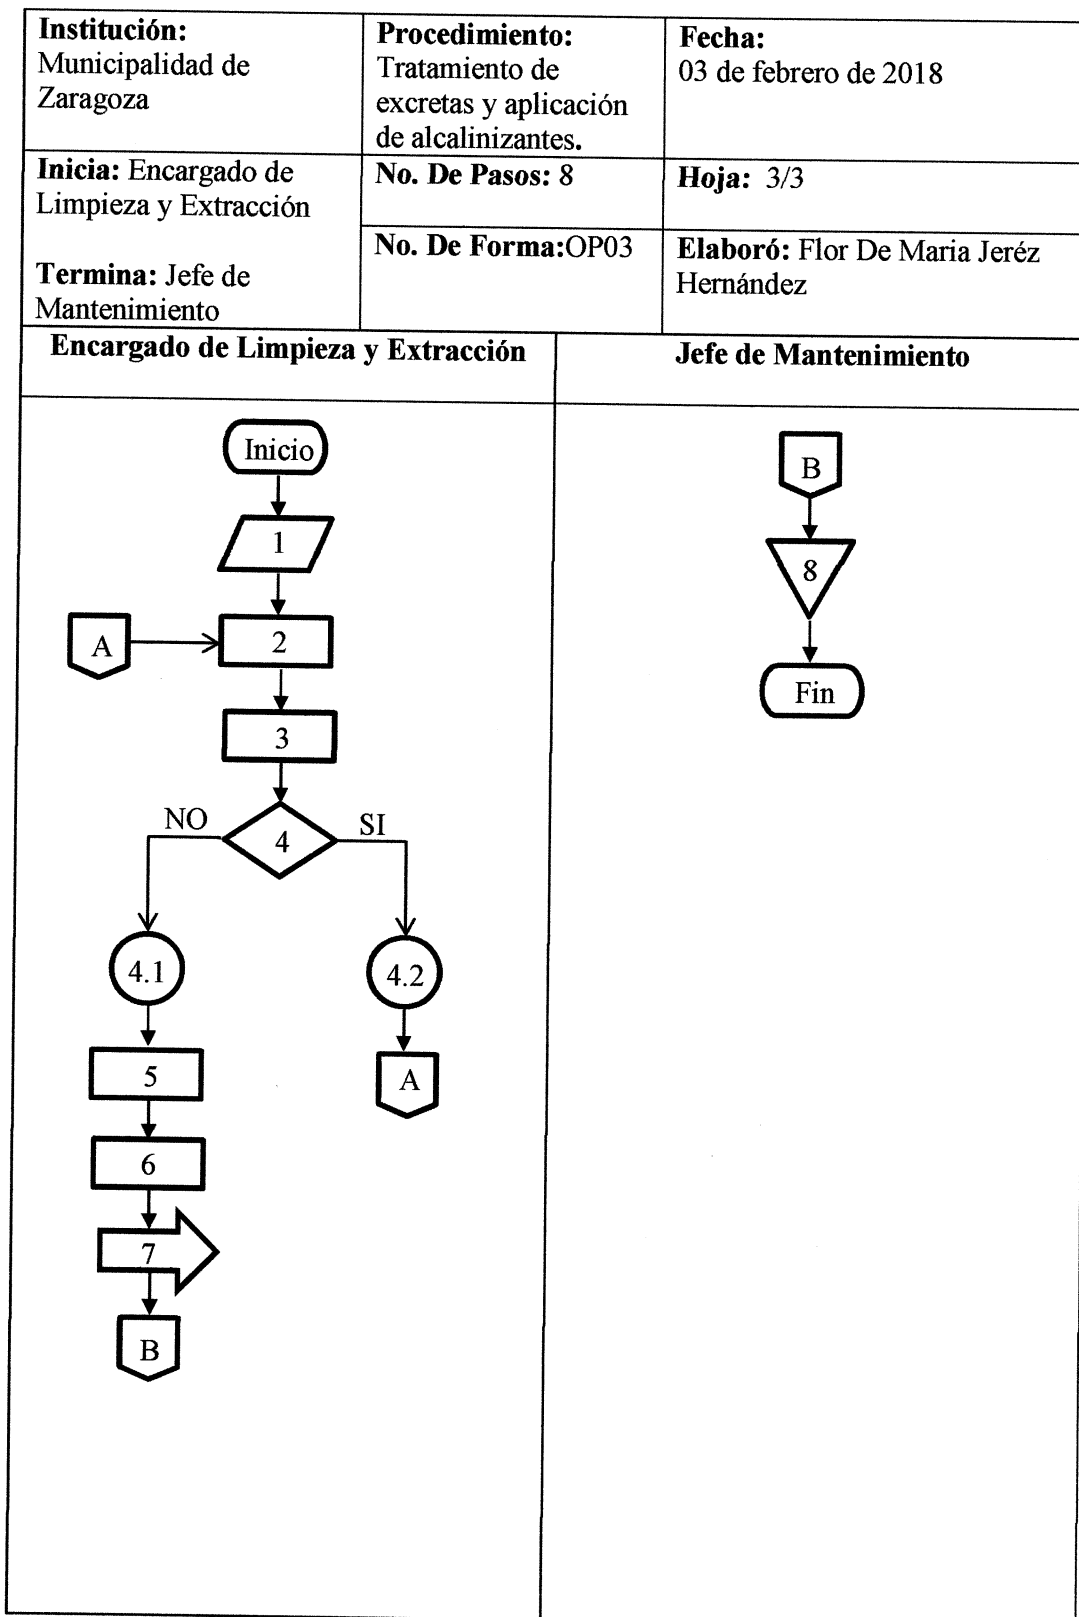 Institución:
Municipalidad de
Zaragoza
Procedimiento:
Tratamiento de
excretas y aplicación
de alcalinizantes.
Fecha:
03 de febrero de 2018
Inicia: Encargado de
Limpieza y Extracción
Termina: Jefe de
Mantenimiento
No. De Pasos: 8
Hoja: 3/3
No. De Forma:OP03
Elaboró: Flor De Maria Jeréz
Hernández
Encargado de Limpieza y Extracción
Jefe de Mantenimiento
Inicio
1
A
2
3
NO
4
SI
4.1
4.2
5
A
6
7
B
B
8
Fin